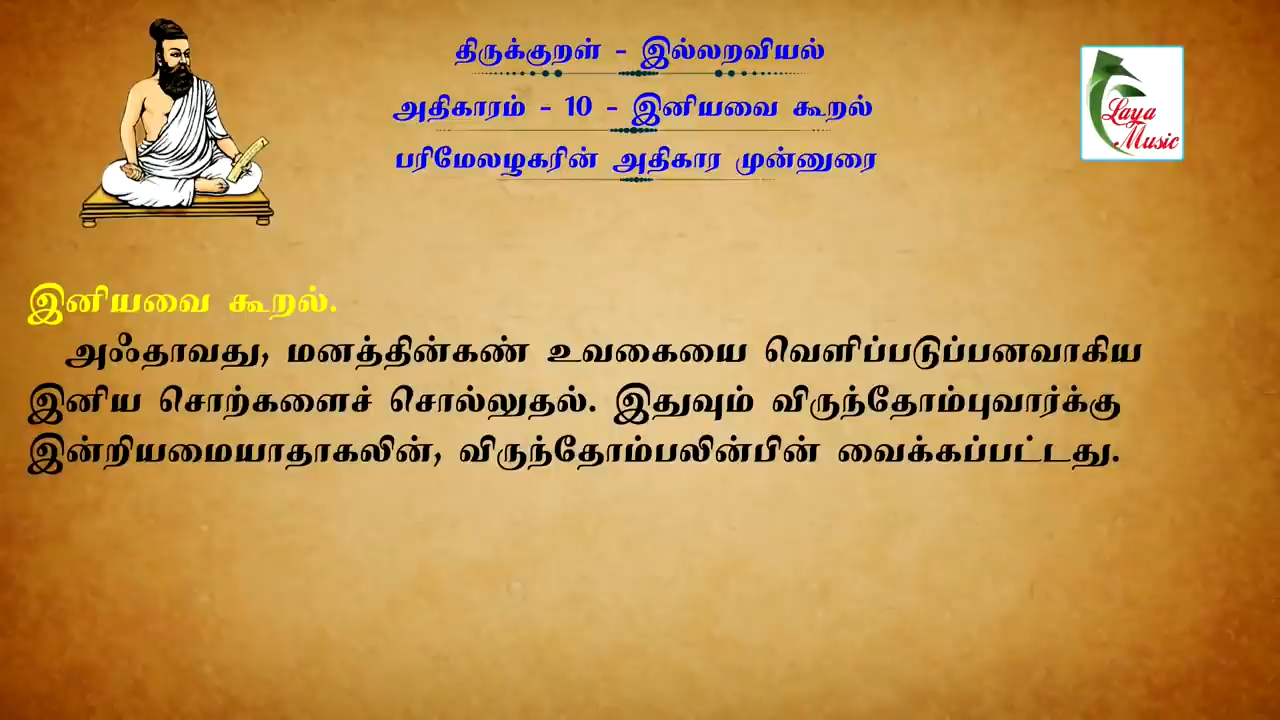 திருக்குறள் - இல்லறவியல்
அதிகாரம் - 10 - இனியவை கூறல்
பரிமேலழகரின் அதிகார முன்னுரை
Laya
Music
இனியவை கூறல்.
அஃதாவது, மனத்தின்கண் உவகையை வெளிப்படுப்பனவாகிய
இனிய சொற்களைச் சொல்லுதல். இதுவும் விருந்தோம்புவார்க்கு
இன்றியமையாதாகலின், விருந்தோம்பலின்பின் வைக்கப்பட்டது.